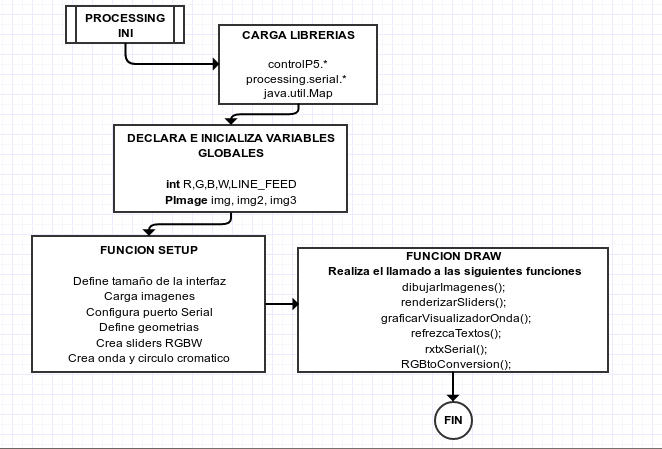 PROCESSING
INI
CARGA LIBRERIAS
controlP5.*
processing.serial.*
java.util.Map
DECLARA E INICIALIZA VARIABLES
GLOBALES
int R,G,B,W,LINE_FEED
PImage img, img2, img3
FUNCION SETUP
Define tamaño de la interfaz
Carga imagenes
Configura puerto Serial
Define geometrias
Crea sliders RGBW
Crea onda y circulo cromatico
FUNCION DRAW
Realiza el llamado a las siguientes funciones
dibujarImagenes();
renderizarSliders();
graficarVisualizadorOnda();
refrezcaTextos();
rxtxSerial();
RGBtoConversion();
FIN